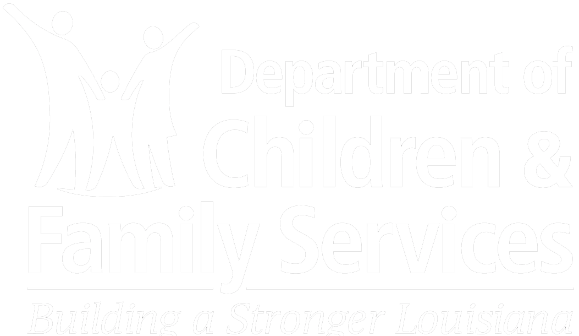 Department of
Children &
Family Services
Building a Stronger Louisiana